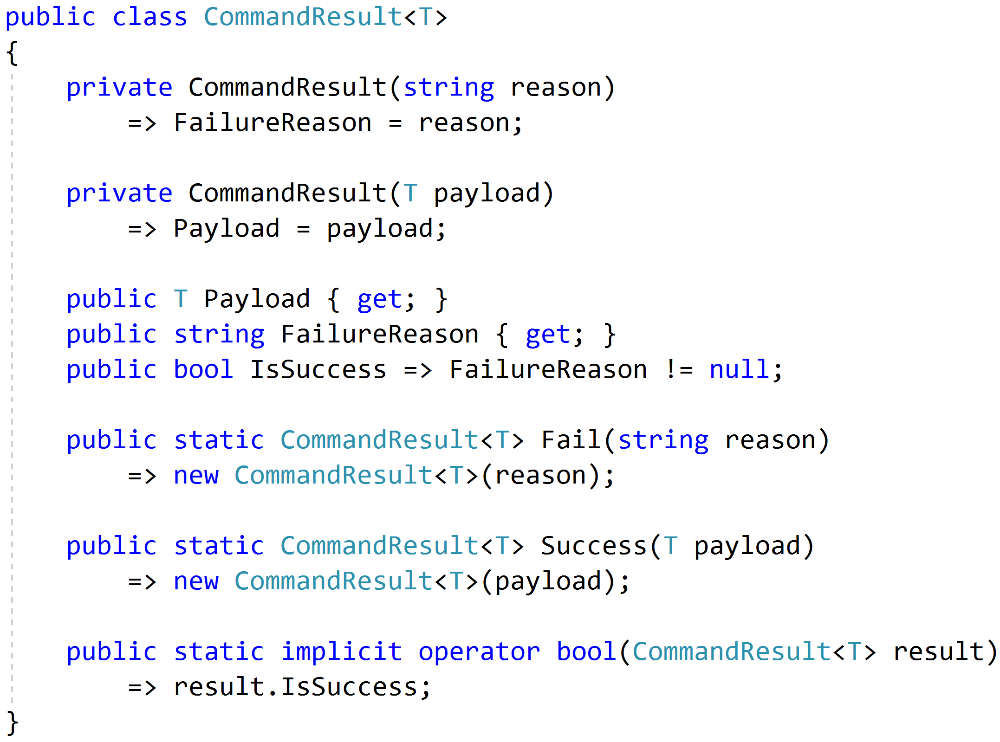 public class CommandResult<T>
{
    private CommandResult(string reason)
        => FailureReason = reason;

    private CommandResult(T payload)
        => Payload = payload;

    public T Payload { get; }
    public string FailureReason { get; }
    public bool IsSuccess => FailureReason != null;

    public static CommandResult<T> Fail(string reason)
        => new CommandResult<T>(reason);

    public static CommandResult<T> Success(T payload)
        => new CommandResult<T>(payload);

    public static implicit operator bool(CommandResult<T> result)
        => result.IsSuccess;
}